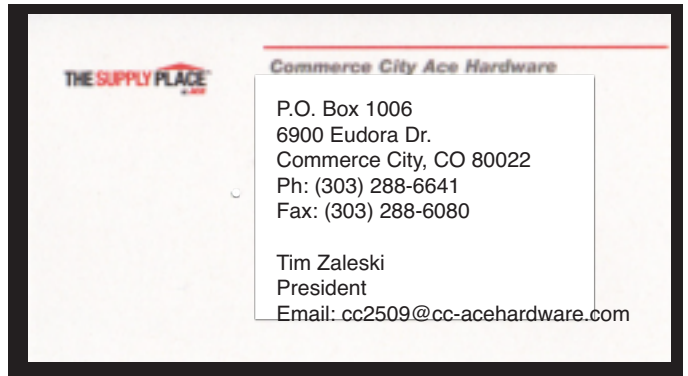 THE SUPPLY PLACE
Commerce City Ace Hardware
P.O. Box 1006
6900 Eudora Dr.
Commerce City, CO 80022
Ph: (303) 288-6641
Fax: (303) 288-6080
Tim Zaleski
President
Email: cc2509@cc-acehardware.com